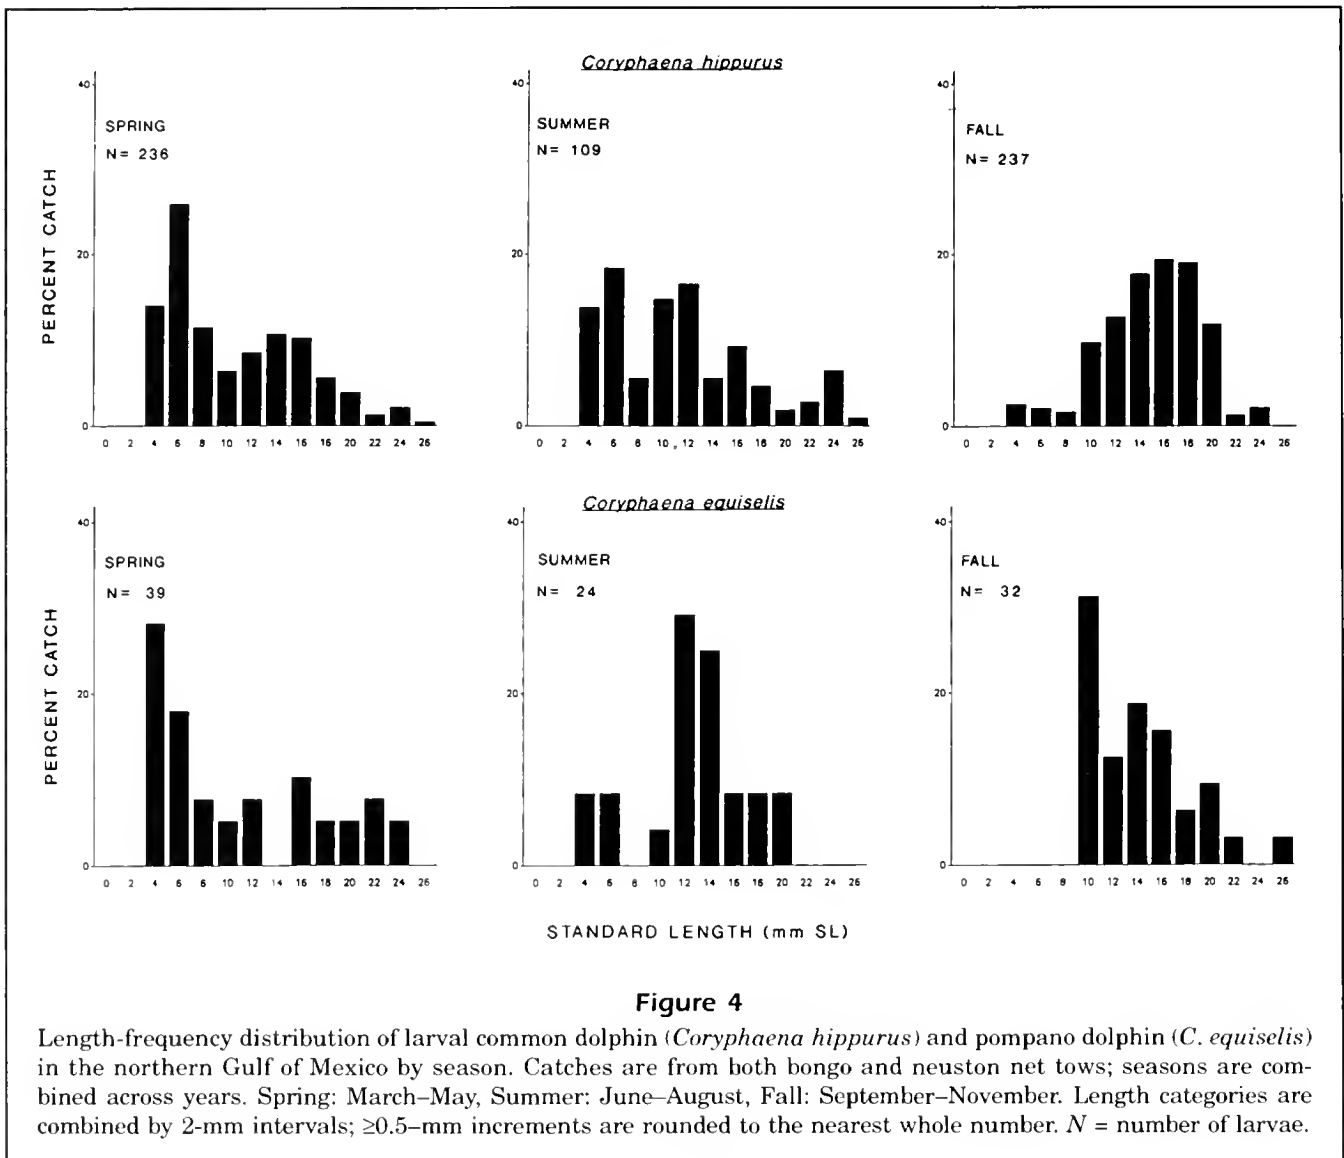 Coryphaena hippurus
40
SPRING
N= 236
20
0
0 2 4 6 8 10 12 14 16 18 20 22 24 26
PERCENT CATCH
40
SUMMER
N= 109
20
0
0 2 4 6 8 10 12 14 16 18 20 22 24 26
40
FALL
N= 237
20
0
0 2 4 6 8 10 12 14 16 18 20 22 24 26
Coryphaena equiselis
40
SPRING
N= 39
20
0
0 2 4 6 8 10 12 14 16 18 20 22 24 26
PERCENT CATCH
40
SUMMER
N= 24
20
0
0 2 4 6 8 10 12 14 16 18 20 22 24 26
40
FALL
N= 32
20
0
0 2 4 6 8 10 12 14 16 18 20 22 24 26
STANDARD LENGTH (mm SL)
Figure 4
Length-frequency distribution of larval common dolphin (Coryphaena hippurus) and pompano dolphin (C. equiselis)
in the northern Gulf of Mexico by season. Catches are from both bongo and neuston net tows; seasons are com-
bined across years. Spring: March–May, Summer: June–August, Fall: September–November. Length categories are
combined by 2-mm intervals; ≥0.5–mm increments are rounded to the nearest whole number. N = number of larvae.